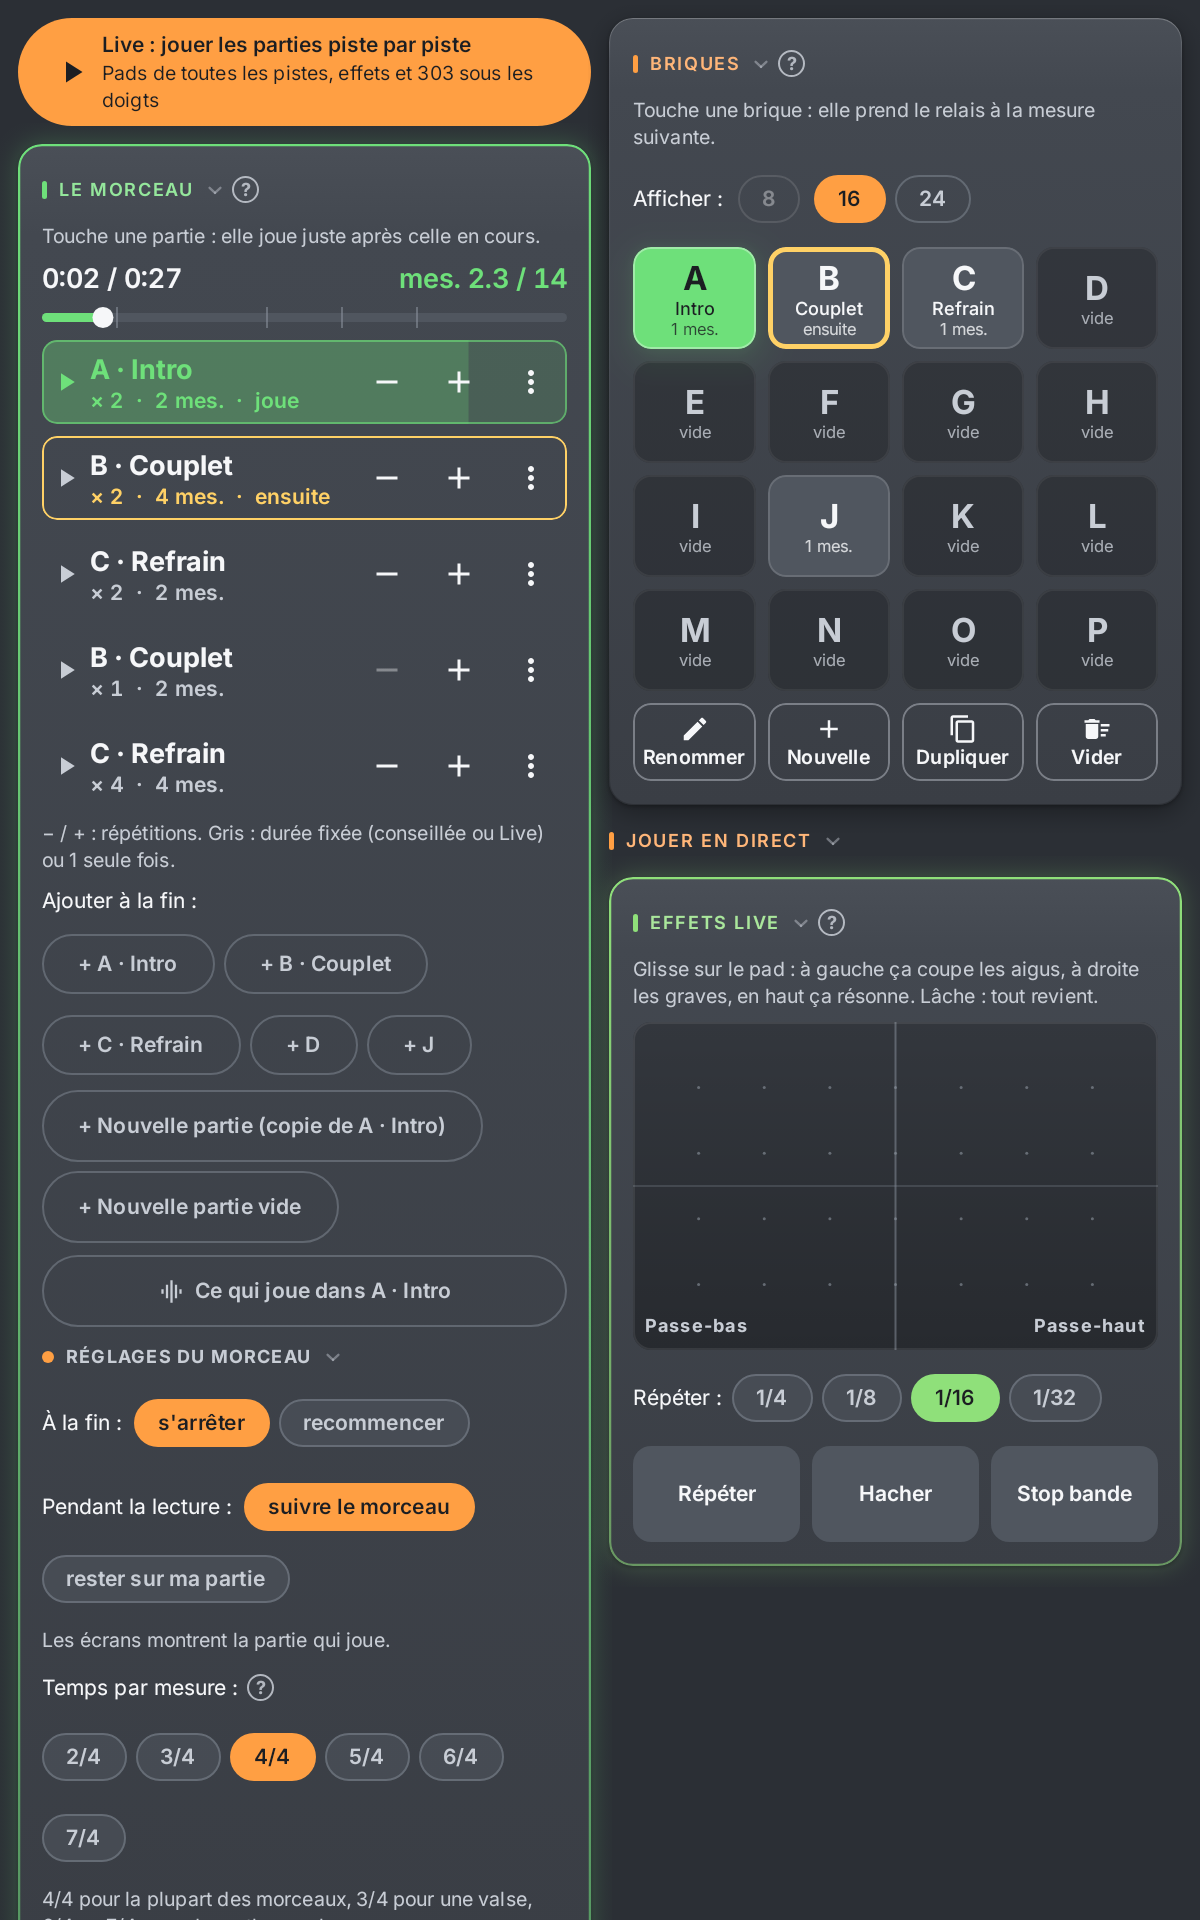 Live : jouer les parties piste par piste
Pads de toutes les pistes, effets et 303 sous les
doigts
LE MORCEAU ?
Touche une partie : elle joue juste après celle en cours.
0:02 / 0:27 mes. 2.3 / 14
A · Intro
× 2 · 2 mes. · joue
B · Couplet
× 2 · 4 mes. · ensuite
C · Refrain
× 2 · 2 mes.
B · Couplet
× 1 · 2 mes.
C · Refrain
× 4 · 4 mes.
− / + : répétitions. Gris : durée fixée (conseillée ou Live)
ou 1 seule fois.
Ajouter à la fin :
+ A · Intro + B · Couplet
+ C · Refrain + D + J
+ Nouvelle partie (copie de A · Intro)
+ Nouvelle partie vide
Ce qui joue dans A · Intro
RÉGLAGES DU MORCEAU
À la fin : s'arrêter recommencer
Pendant la lecture : suivre le morceau
rester sur ma partie
Les écrans montrent la partie qui joue.
Temps par mesure : ?
2/4 3/4 4/4 5/4 6/4
7/4
4/4 pour la plupart des morceaux, 3/4 pour une valse,
BRIQUES ?
Touche une brique : elle prend le relais à la mesure
suivante.
Afficher : 8 16 24
A B C D
Intro Couplet Refrain vide
1 mes. ensuite 1 mes.
E F G H
vide vide vide vide
I J K L
vide 1 mes. vide vide
M N O P
vide vide vide vide
Renommer Nouvelle Dupliquer Vider
JOUER EN DIRECT
EFFETS LIVE ?
Glisse sur le pad : à gauche ça coupe les aigus, à droite
les graves, en haut ça résonne. Lâche : tout revient.
Passe-bas Passe-haut
Répéter : 1/4 1/8 1/16 1/32
Répéter Hacher Stop bande